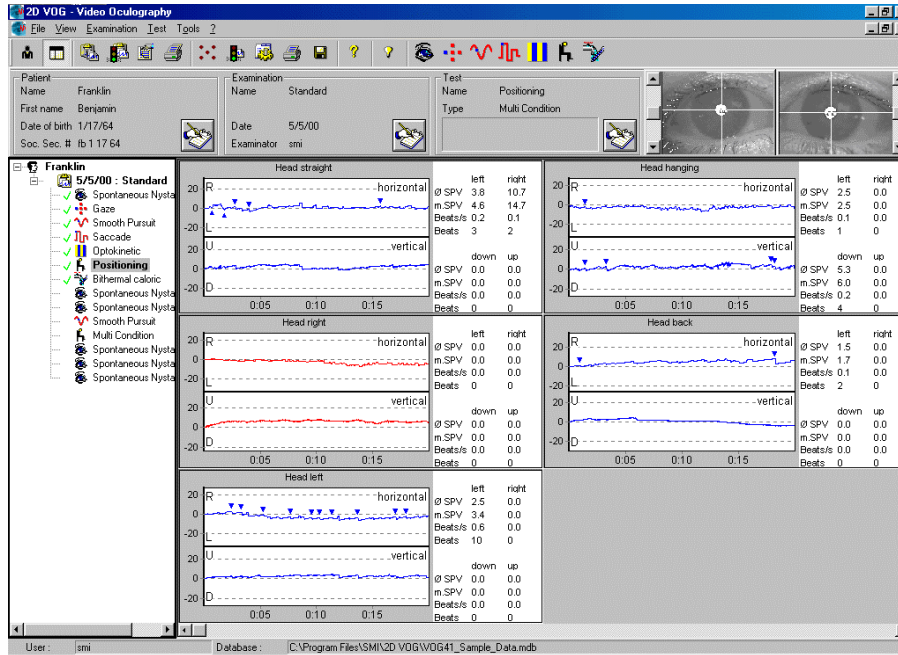 2D VOG - Video Oculography
File View Examination Test Tools ?
Patient
Name Franklin
First name Benjamin
Date of birth 1/17/64
Soc. Sec. # fb 1 17 64
Examination
Name Standard
Date 5/5/00
Examinator smi
Test
Name Positioning
Type Multi Condition
Franklin
5/5/00 : Standard
Spontaneous Nysta
Gaze
Smooth Pursuit
Saccade
Optokinetic
Positioning
Bithermal caloric
Spontaneous Nysta
Spontaneous Nysta
Smooth Pursuit
Multi Condition
Spontaneous Nysta
Spontaneous Nysta
Spontaneous Nysta
Head straight
left right
20 R horizontal Ø SPV 3.8 10.7
0 m.SPV 4.6 14.7
Beats/s 0.2 0.1
-20 L Beats 3 2
20 U vertical
down up
0 Ø SPV 0.0 0.0
m.SPV 0.0 0.0
-20 D Beats/s 0.0 0.0
0:05 0:10 0:15 Beats 0 0
Head hanging
left right
20 R horizontal Ø SPV 2.5 0.0
0 m.SPV 2.5 0.0
Beats/s 0.1 0.0
-20 L Beats 1 0
20 U vertical
down up
0 Ø SPV 5.3 0.0
m.SPV 6.0 0.0
-20 D Beats/s 0.2 0.0
0:05 0:10 0:15 Beats 4 0
Head right
left right
20 R horizontal Ø SPV 0.0 0.0
0 m.SPV 0.0 0.0
Beats/s 0.0 0.0
-20 L Beats 0 0
20 U vertical
down up
0 Ø SPV 0.0 0.0
m.SPV 0.0 0.0
-20 D Beats/s 0.0 0.0
0:05 0:10 0:15 Beats 0 0
Head back
left right
20 R horizontal Ø SPV 1.5 0.0
0 m.SPV 1.7 0.0
Beats/s 0.1 0.0
-20 L Beats 2 0
20 U vertical
down up
0 Ø SPV 0.0 0.0
m.SPV 0.0 0.0
-20 D Beats/s 0.0 0.0
0:05 0:10 0:15 Beats 0 0
Head left
left right
20 R horizontal Ø SPV 2.5 0.0
0 m.SPV 3.4 0.0
Beats/s 0.6 0.0
-20 Beats 10 0
20 U vertical
down up
0 Ø SPV 0.0 0.0
m.SPV 0.0 0.0
-20 D Beats/s 0.0 0.0
0:05 0:10 0:15 Beats 0 0
User : smi Database : C:\Program Files\SMI\2D VOG\VOG41_Sample_Data.mdb